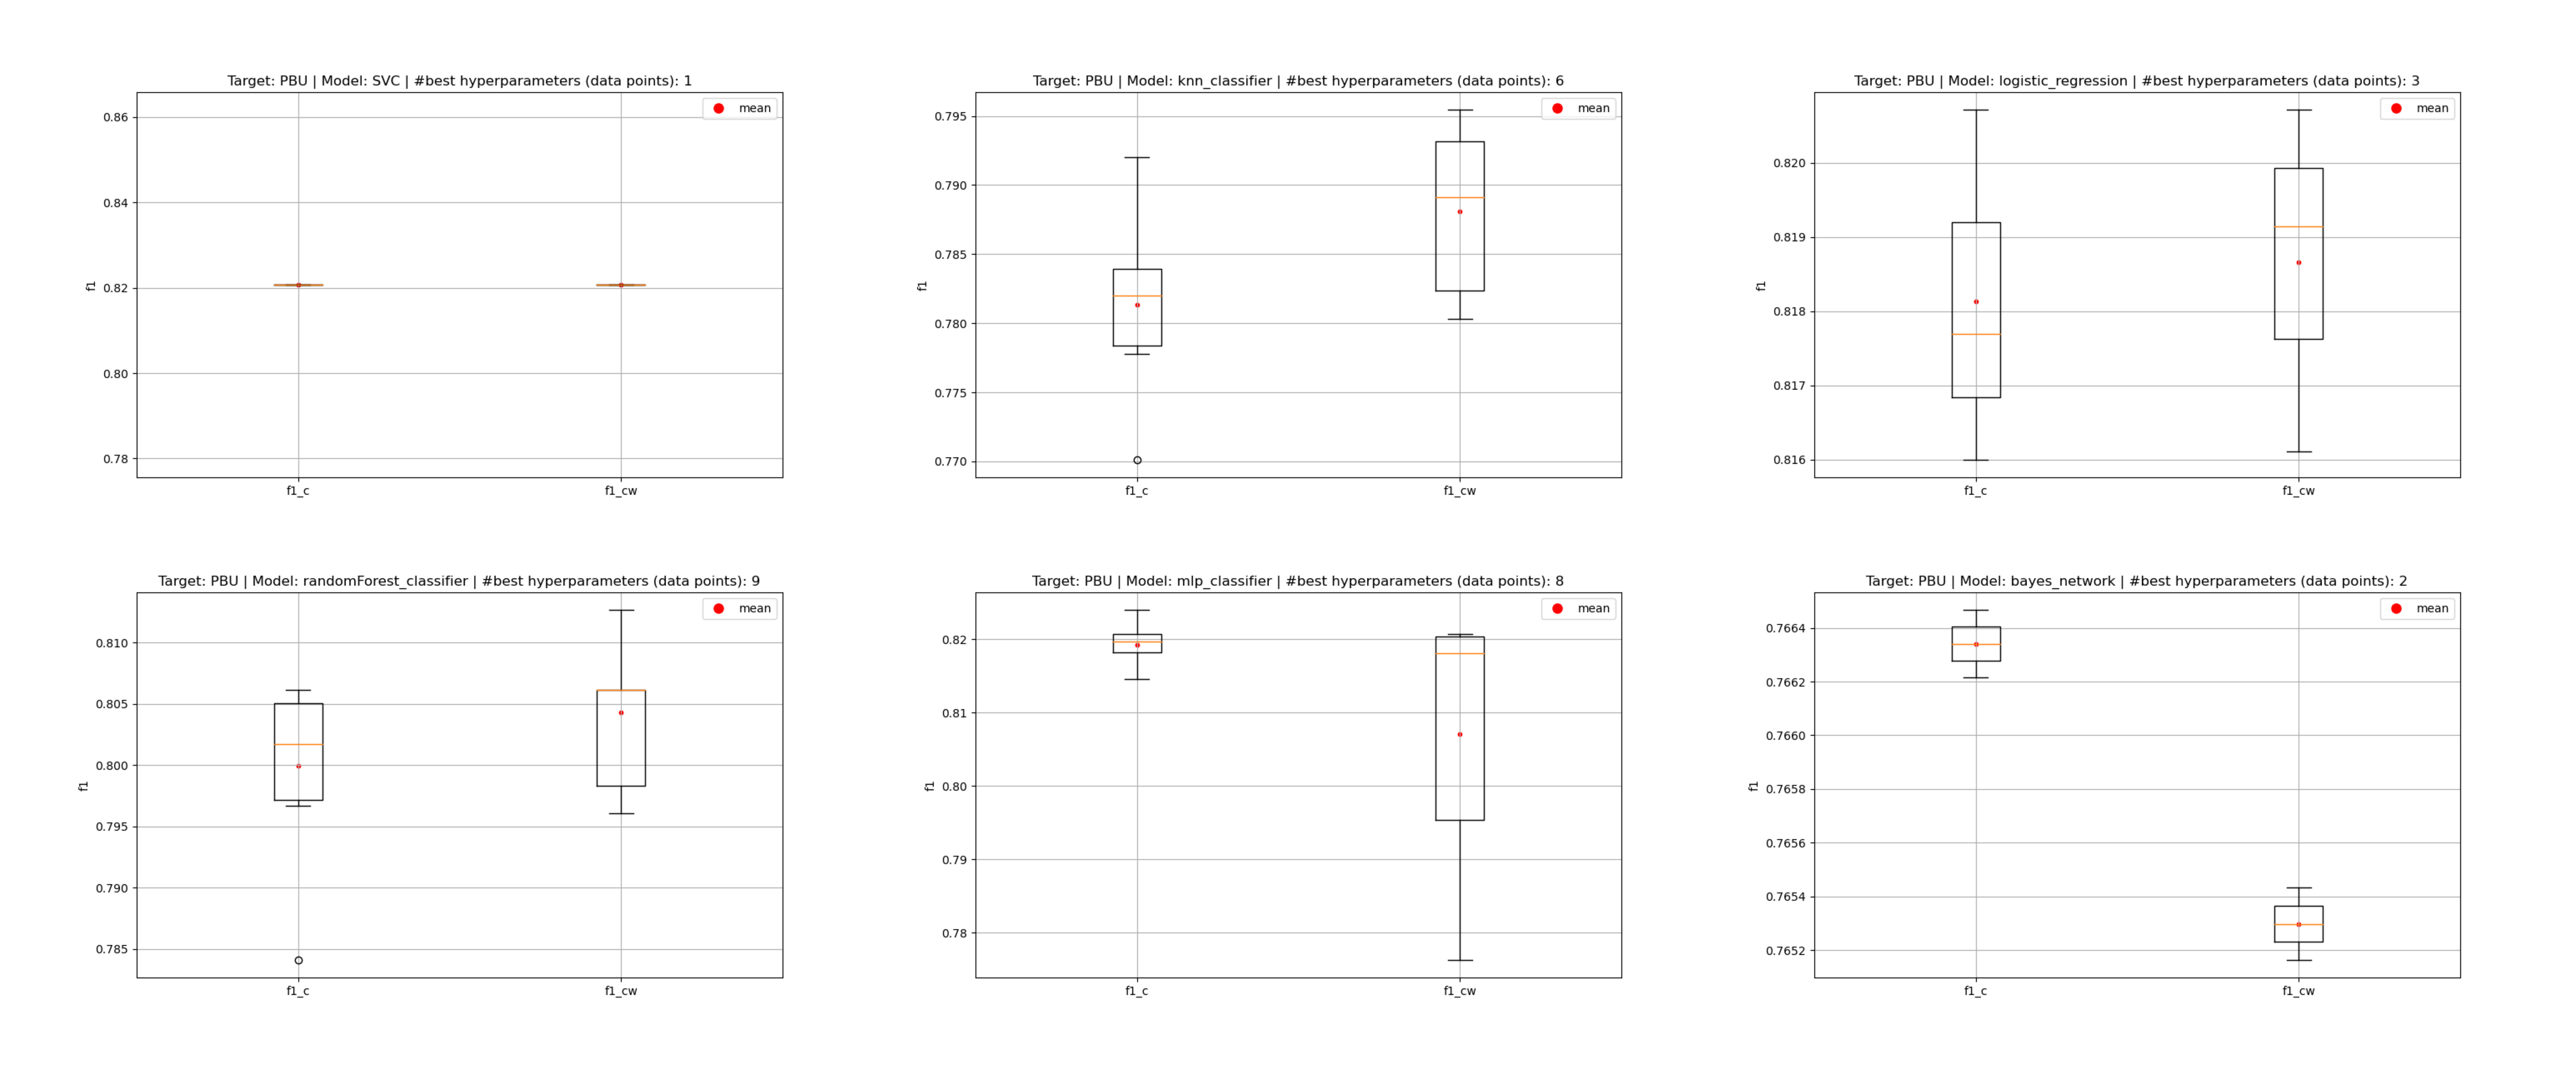 Target: PBU | Model: SVC | #best hyperparameters (data points): 1
mean
0.86
0.84
0.82
0.80
0.78
f1
f1_c
f1_cw
Target: PBU | Model: knn_classifier | #best hyperparameters (data points): 6
mean
0.795
0.790
0.785
0.780
0.775
0.770
f1
f1_c
f1_cw
Target: PBU | Model: logistic_regression | #best hyperparameters (data points): 3
mean
0.820
0.819
0.818
0.817
0.816
f1
f1_c
f1_cw
Target: PBU | Model: randomForest_classifier | #best hyperparameters (data points): 9
mean
0.810
0.805
0.800
0.795
0.790
0.785
f1
f1_c
f1_cw
Target: PBU | Model: mlp_classifier | #best hyperparameters (data points): 8
mean
0.82
0.81
0.80
0.79
0.78
f1
f1_c
f1_cw
Target: PBU | Model: bayes_network | #best hyperparameters (data points): 2
mean
0.7664
0.7662
0.7660
0.7658
0.7656
0.7654
0.7652
f1
f1_c
f1_cw